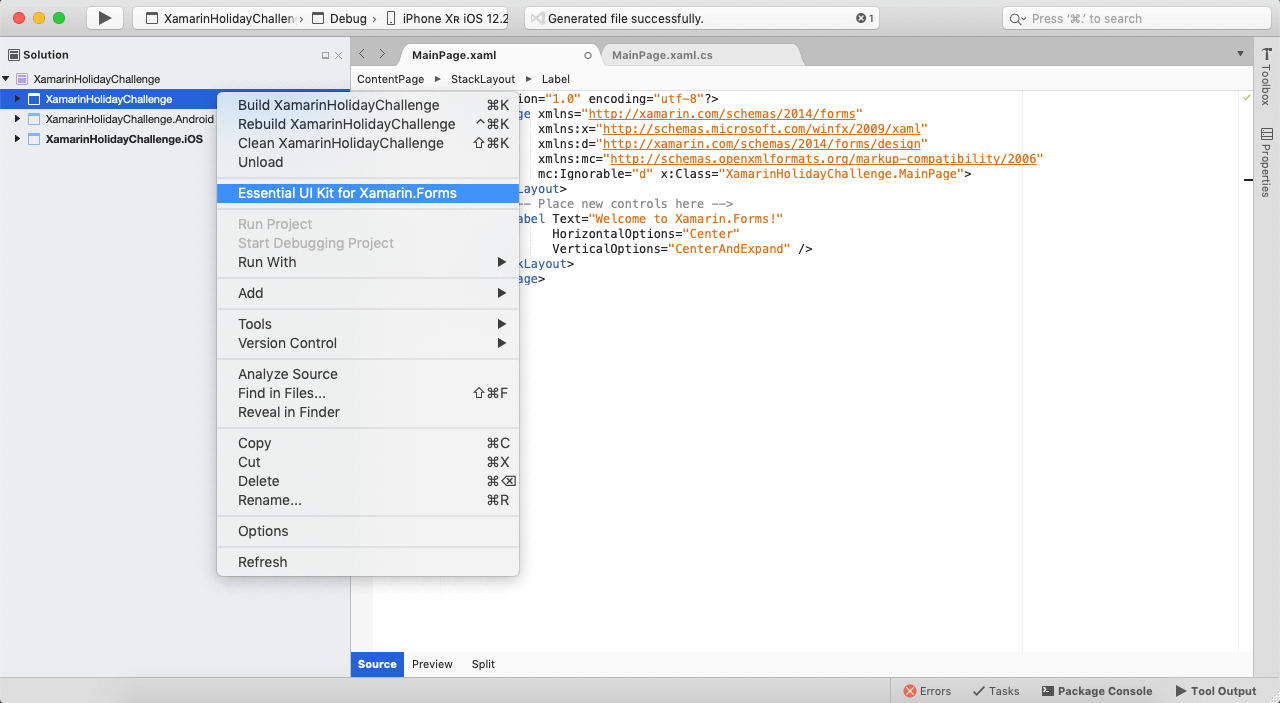 XamarinHolidayChallen › Debug › iPhone XR iOS 12.2
Generated file successfully.
1
Press ‘⌘.’ to search
Solution
MainPage.xaml
MainPage.xaml.cs
XamarinHolidayChallenge
XamarinHolidayChallenge
XamarinHolidayChallenge.Android
XamarinHolidayChallenge.iOS
ContentPage ▸ StackLayout ▸ Label
Build XamarinHolidayChallenge ⌘K
Rebuild XamarinHolidayChallenge ^⌘K
Clean XamarinHolidayChallenge ⇧⌘K
Unload
Essential UI Kit for Xamarin.Forms
Run Project
Start Debugging Project
Run With
Add
Tools
Version Control
Analyze Source
Find in Files... ⇧⌘F
Reveal in Finder
Copy ⌘C
Cut ⌘X
Delete ⌘⌫
Rename... ⌘R
Options
Refresh
ion="1.0" encoding="utf-8"?>
ge xmlns="http://xamarin.com/schemas/2014/forms"
xmlns:x="http://schemas.microsoft.com/winfx/2009/xaml"
xmlns:d="http://xamarin.com/schemas/2014/forms/design"
xmlns:mc="http://schemas.openxmlformats.org/markup-compatibility/2006"
mc:Ignorable="d" x:Class="XamarinHolidayChallenge.MainPage">
Layout>
-- Place new controls here -->
abel Text="Welcome to Xamarin.Forms!"
HorizontalOptions="Center"
VerticalOptions="CenterAndExpand" />
kLayout>
age>
Toolbox
Properties
Source Preview Split
Errors Tasks Package Console Tool Output